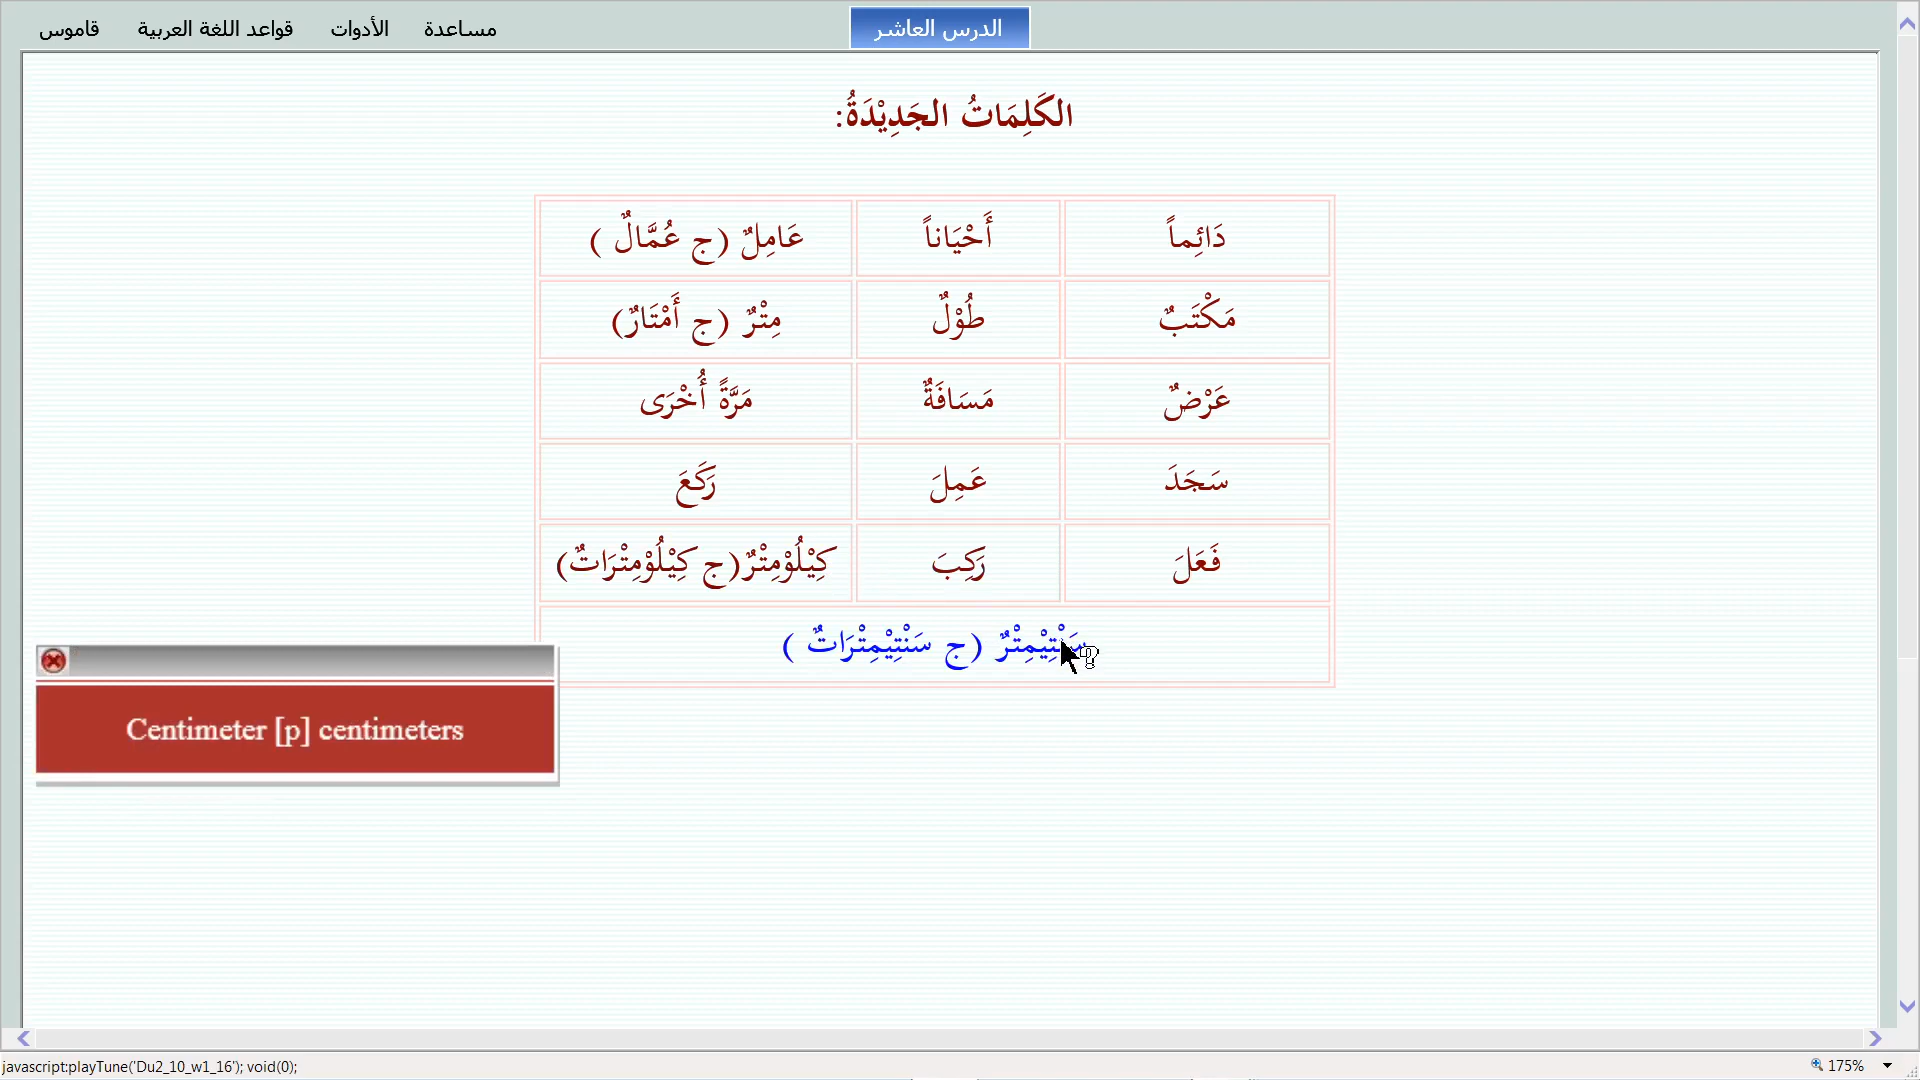 الدرس العاشر
مساعدة الأدوات قواعد اللغة العربية قاموس
الكَلِمَاتُ الجَدِيْدَةُ:
دَائِماً أَحْيَاناً عَامِلٌ (ج عُمَّالٌ )
مَكْتَبٌ طُوْلٌ مِتْرٌ (ج أَمْتَارٌ)
عَرْضٌ مَسَافَةٌ مَرَّةً أُخْرَى
سَجَدَ عَمِلَ رَكَعَ
فَعَلَ رَكِبَ كِيْلُوْمِتْرٌ(ج كِيْلُوْمِتْرَاتٌ)
سَنْتِيْمِتْرٌ (ج سَنْتِيْمِتْرَاتٌ )
Centimeter [p] centimeters
javascript:playTune('Du2_10_w1_16'); void(0);
175%